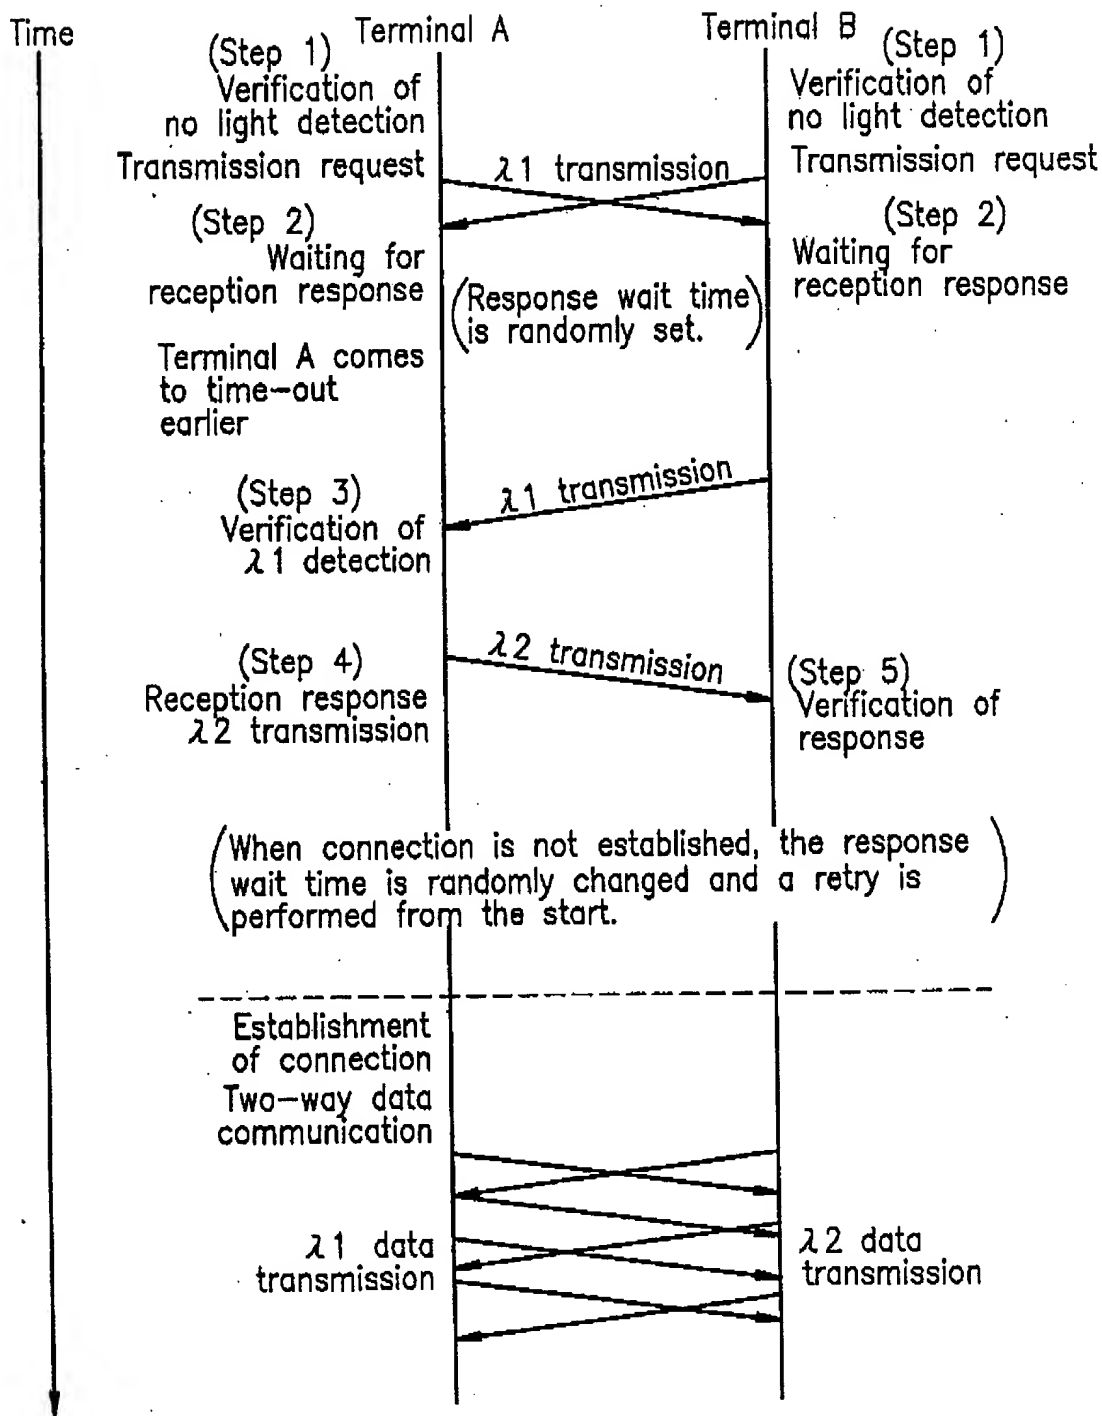 Time
Terminal A
Terminal B
(Step 1)
Verification of
no light detection
Transmission request
(Step 1)
Verification of
no light detection
Transmission request
λ1 transmission
(Step 2)
Waiting for
reception response
(Step 2)
Waiting for
reception response
(Response wait time
is randomly set.)
Terminal A comes
to time-out
earlier
λ1 transmission
(Step 3)
Verification of
λ1 detection
λ2 transmission
(Step 4)
Reception response
λ2 transmission
(Step 5)
Verification of
response
(When connection is not established, the response
wait time is randomly changed and a retry is
performed from the start.)
Establishment
of connection
Two-way data
communication
λ1 data
transmission
λ2 data
transmission